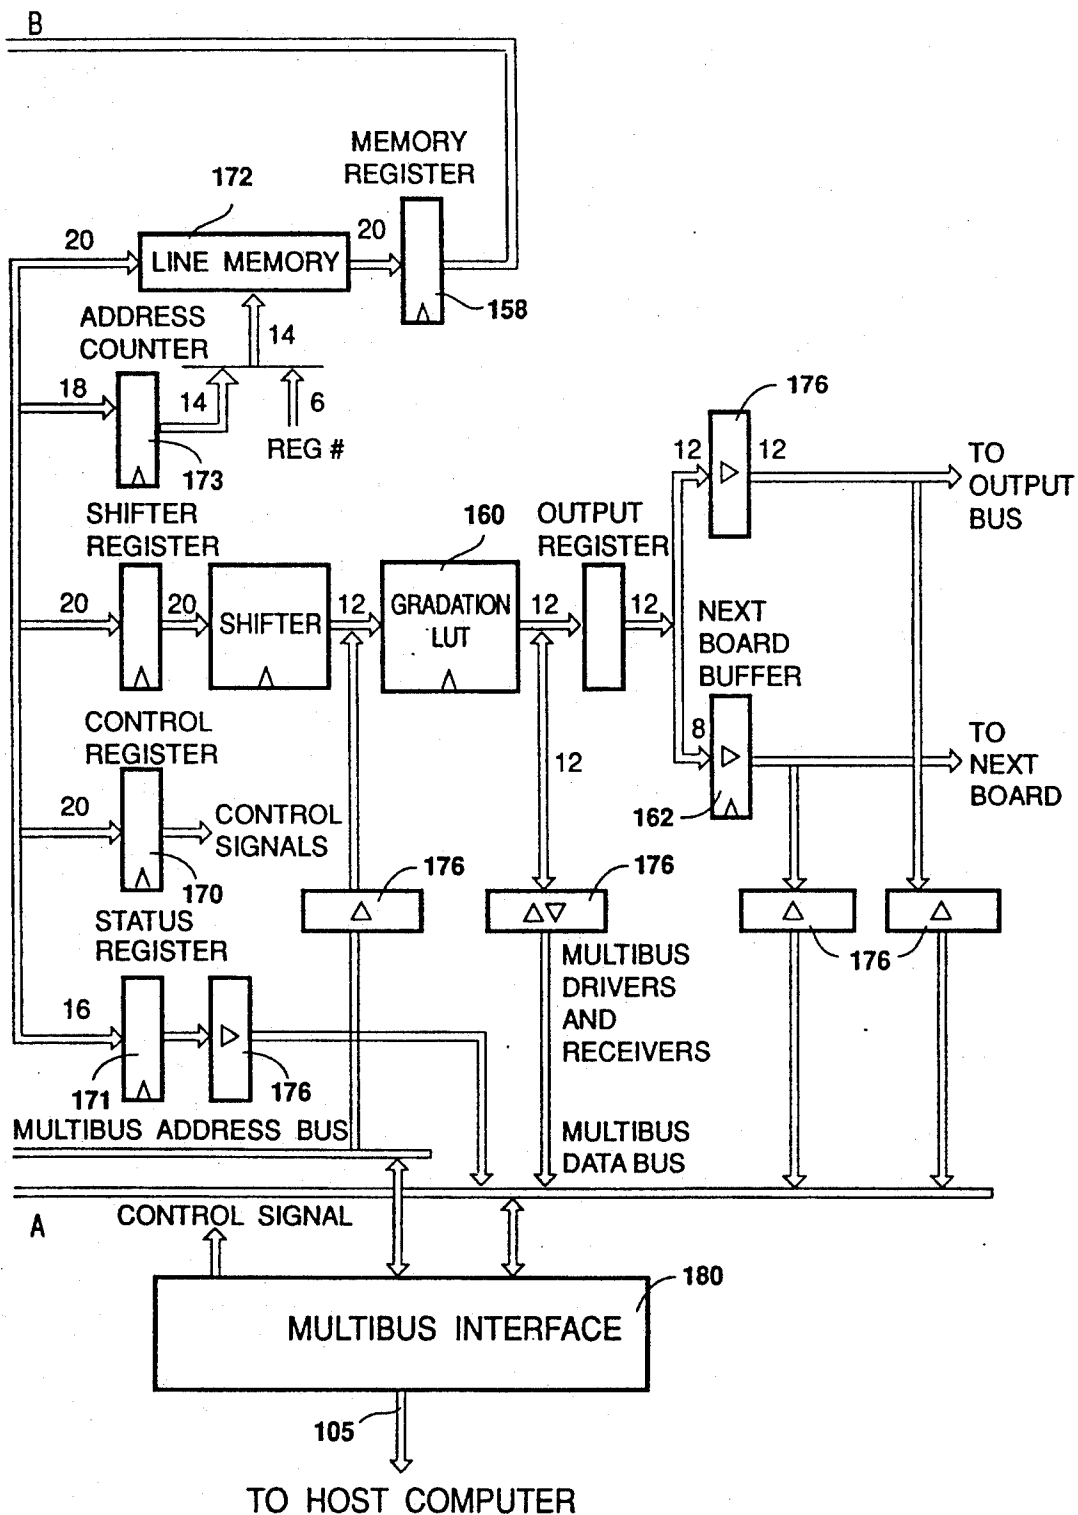 B
MEMORY
REGISTER
172
20
LINE MEMORY
20
158
ADDRESS
COUNTER
14
18
14
6
REG #
173
176
12
12
TO
OUTPUT
BUS
SHIFTER
REGISTER
160
OUTPUT
REGISTER
20
20
SHIFTER
12
GRADATION
LUT
12
12
NEXT
BOARD
BUFFER
8
TO
NEXT
BOARD
162
12
CONTROL
REGISTER
20
CONTROL
SIGNALS
170
176
176
176
STATUS
REGISTER
MULTIBUS
DRIVERS
AND
RECEIVERS
16
171
176
MULTIBUS ADDRESS BUS
MULTIBUS
DATA BUS
A
CONTROL SIGNAL
180
MULTIBUS INTERFACE
105
TO HOST COMPUTER